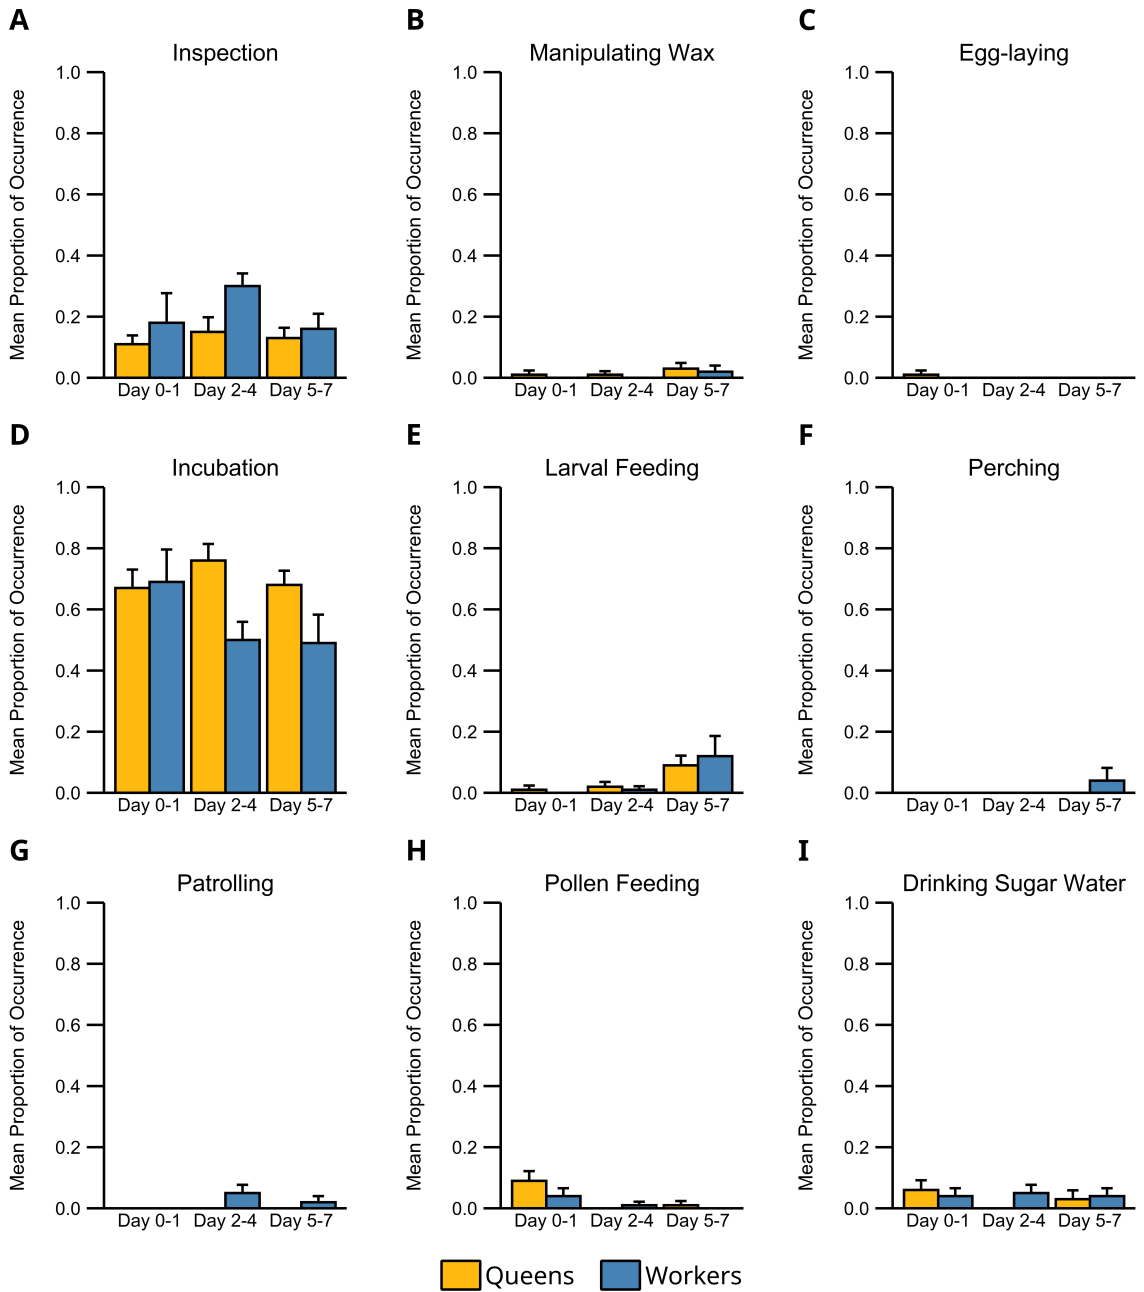 A
Inspection
Mean Proportion of Occurrence
1.0
0.8
0.6
0.4
0.2
0.0
Day 0-1 Day 2-4 Day 5-7
B
Manipulating Wax
Mean Proportion of Occurrence
1.0
0.8
0.6
0.4
0.2
0.0
Day 0-1 Day 2-4 Day 5-7
C
Egg-laying
Mean Proportion of Occurrence
1.0
0.8
0.6
0.4
0.2
0.0
Day 0-1 Day 2-4 Day 5-7
D
Incubation
Mean Proportion of Occurrence
1.0
0.8
0.6
0.4
0.2
0.0
Day 0-1 Day 2-4 Day 5-7
E
Larval Feeding
Mean Proportion of Occurrence
1.0
0.8
0.6
0.4
0.2
0.0
Day 0-1 Day 2-4 Day 5-7
F
Perching
Mean Proportion of Occurrence
1.0
0.8
0.6
0.4
0.2
0.0
Day 0-1 Day 2-4 Day 5-7
G
Patrolling
Mean Proportion of Occurrence
1.0
0.8
0.6
0.4
0.2
0.0
Day 0-1 Day 2-4 Day 5-7
H
Pollen Feeding
Mean Proportion of Occurrence
1.0
0.8
0.6
0.4
0.2
0.0
Day 0-1 Day 2-4 Day 5-7
I
Drinking Sugar Water
Mean Proportion of Occurrence
1.0
0.8
0.6
0.4
0.2
0.0
Day 0-1 Day 2-4 Day 5-7
Queens Workers